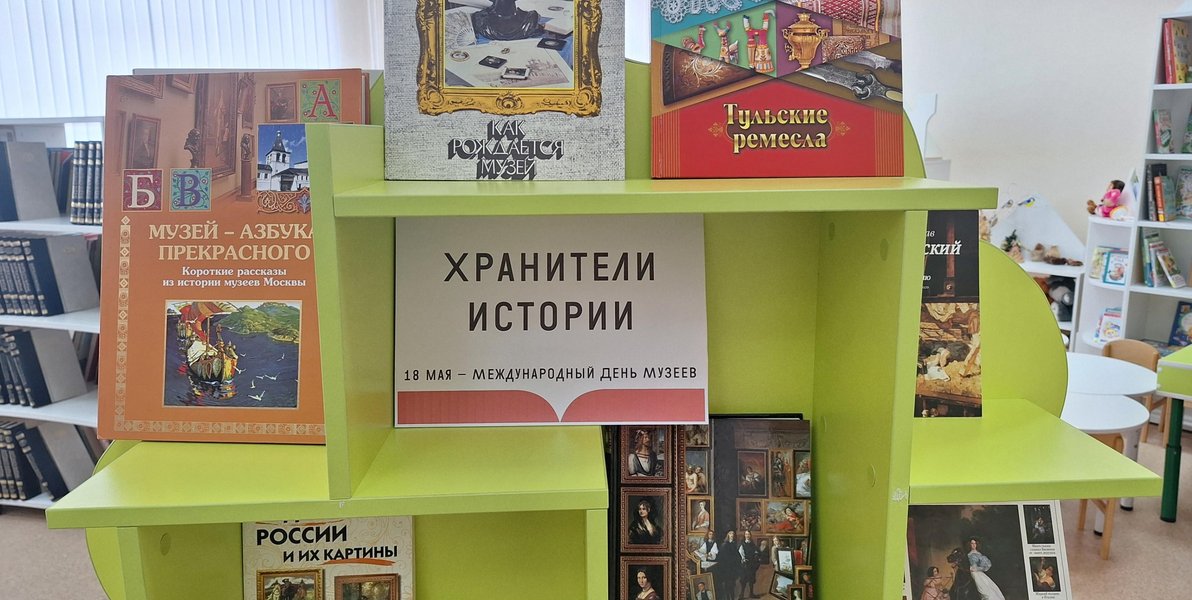 КАК
РОЖДАЕТСЯ
МУЗЕЙ
Тульские
ремесла
А
Б В
МУЗЕЙ – АЗБУКА
ПРЕКРАСНОГО
Короткие рассказы
из истории музеев Москвы
ХРАНИТЕЛИ
ИСТОРИИ
18 МАЯ – МЕЖДУНАРОДНЫЙ ДЕНЬ МУЗЕЕВ
РОССИИ
И ИХ КАРТИНЫ